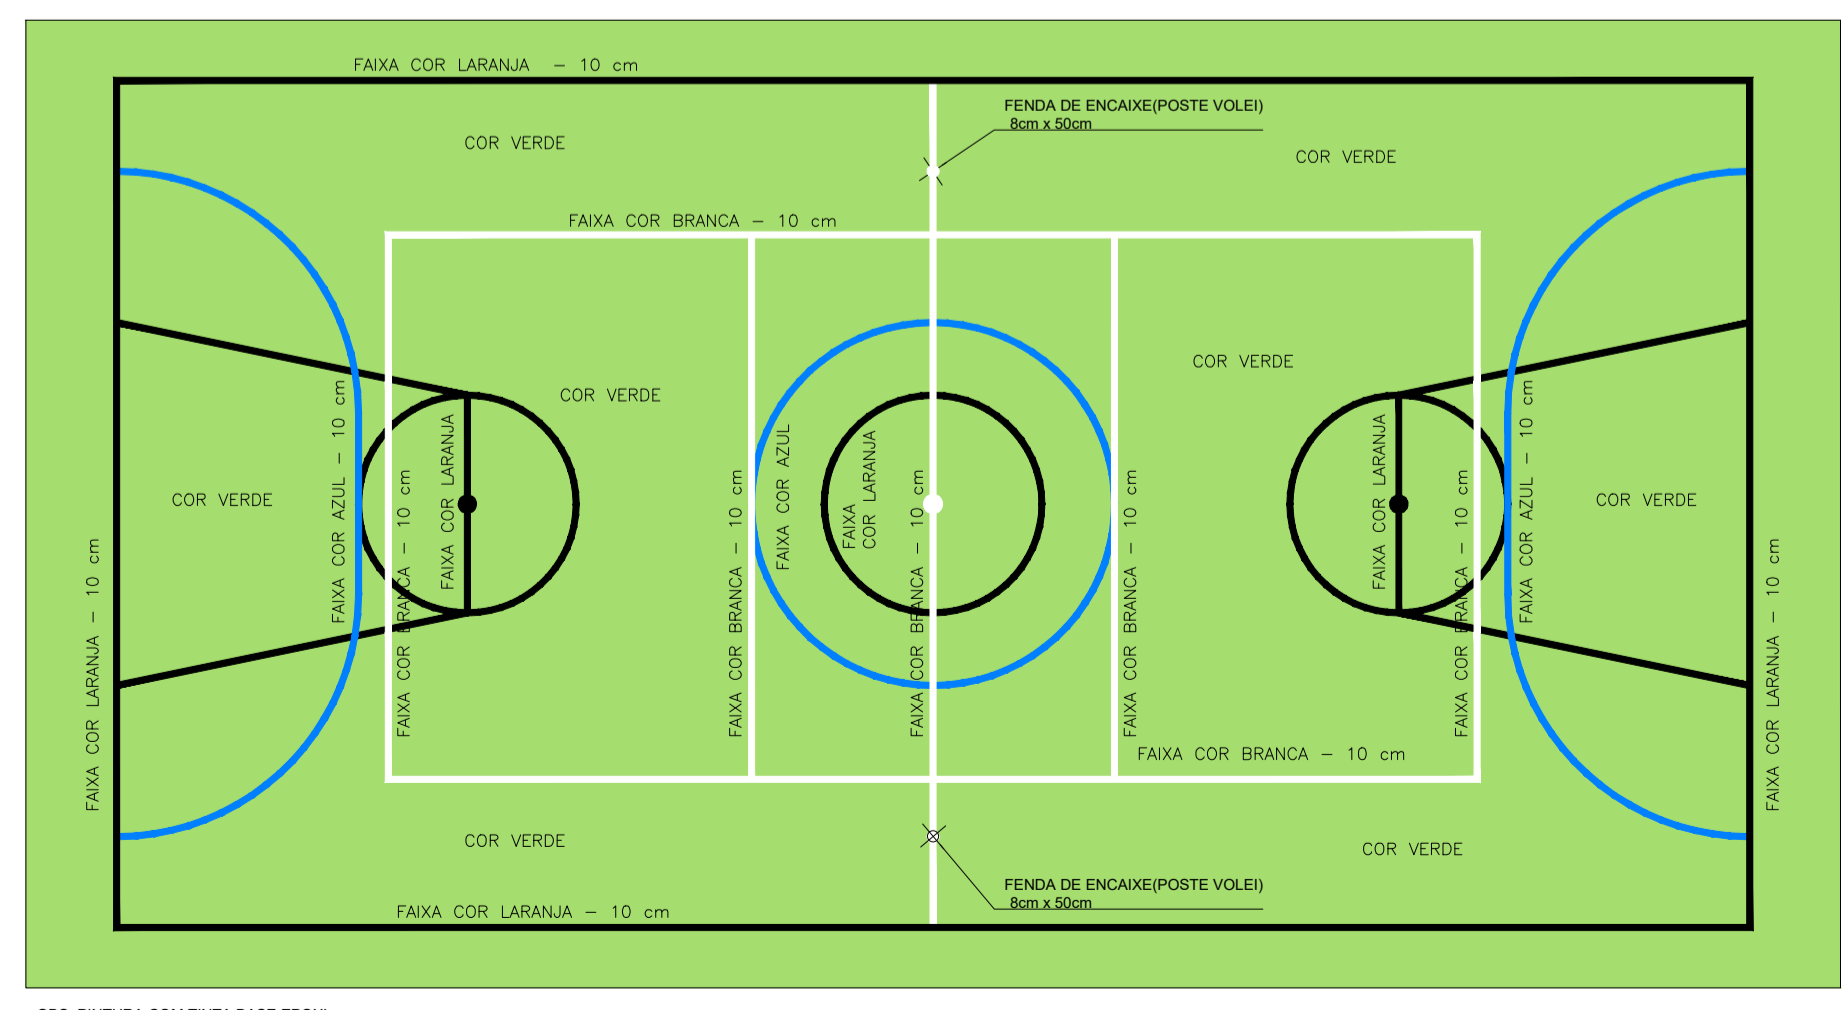 FAIXA COR LARANJA - 10 cm
FENDA DE ENCAIXE(POSTE VOLEI)
8cm x 50cm
COR VERDE
COR VERDE
FAIXA COR BRANCA - 10 cm
COR VERDE
COR VERDE
FAIXA COR AZUL - 10 cm
FAIXA COR BRANCA - 10 cm
FAIXA COR LARANJA
FAIXA COR BRANCA - 10 cm
FAIXA COR AZUL
FAIXA
COR LARANJA
FAIXA COR BRANCA - 10 cm
FAIXA COR BRANCA - 10 cm
FAIXA COR LARANJA
FAIXA COR BRANCA - 10 cm
FAIXA COR AZUL - 10 cm
COR VERDE
COR VERDE
FAIXA COR LARANJA - 10 cm
FAIXA COR LARANJA - 10 cm
FAIXA COR BRANCA - 10 cm
COR VERDE
COR VERDE
FENDA DE ENCAIXE(POSTE VOLEI)
8cm x 50cm
FAIXA COR LARANJA - 10 cm